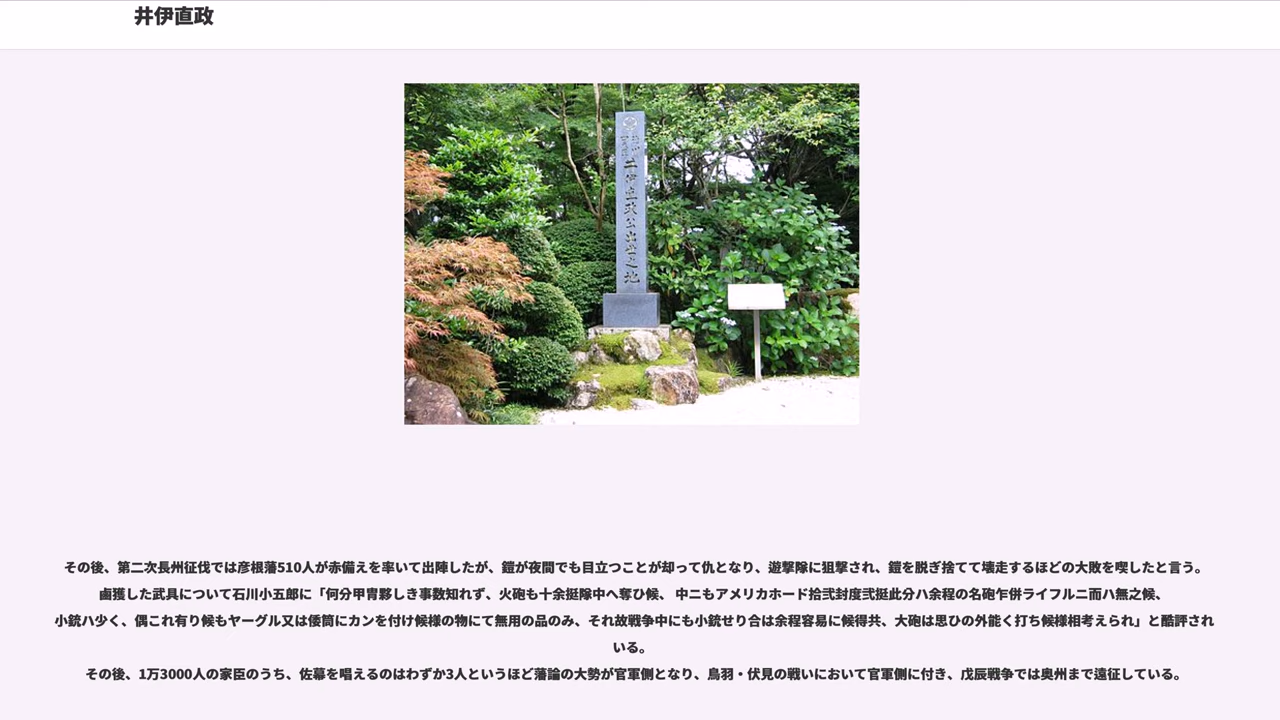 井伊直政
井伊直政公出生之地
その後、第二次長州征伐では彦根藩510人が赤備えを率いて出陣したが、鎧が夜間でも目立つことが却って仇となり、遊撃隊に狙撃され、鎧を脱ぎ捨てて壊走するほどの大敗を喫したと言う。
鹵獲した武具について石川小五郎に「何分甲冑夥しき事数知れず、火砲も十余挺隊中へ奪ひ候、 中ニもアメリカホード拾弐封度弐挺此分ハ余程の名砲乍併ライフルニ而ハ無之候、
小銃ハ少く、偶これ有り候もヤーグル又は倭筒にカンを付け候様の物にて無用の品のみ、それ故戦争中にも小銃せり合は余程容易に候得共、大砲は思ひの外能く打ち候様相考えられ」と酷評され
いる。
その後、1万3000人の家臣のうち、佐幕を唱えるのはわずか3人というほど藩論の大勢が官軍側となり、鳥羽・伏見の戦いにおいて官軍側に付き、戊辰戦争では奥州まで遠征している。